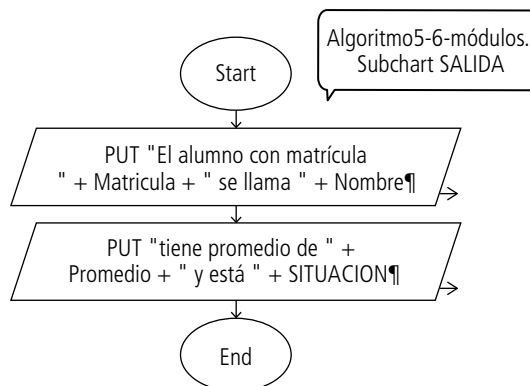 Algoritmo5-6-módulos.
Subchart SALIDA
Start
PUT "El alumno con matrícula
" + Matricula + " se llama " + Nombre¶
PUT "tiene promedio de " +
Promedio + " y está " + SITUACION¶
End